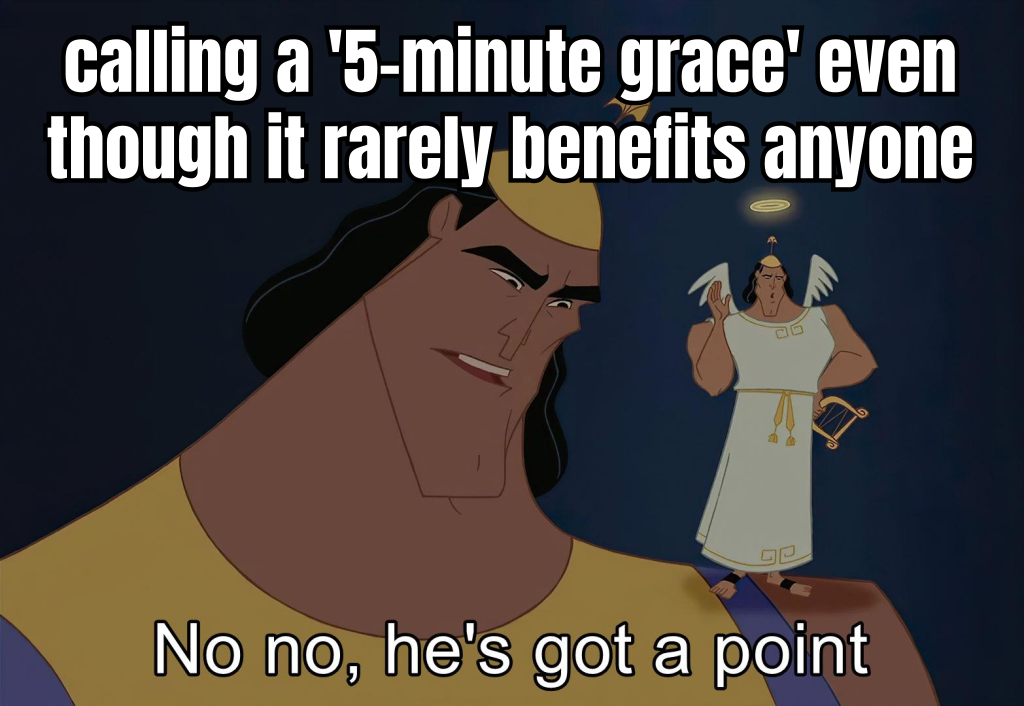 calling a '5-minute grace' even
though it rarely benefits anyone
No no, he's got a point